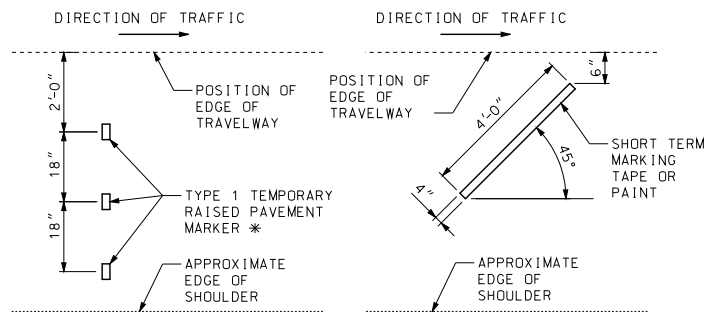 DIRECTION OF TRAFFIC
2'-0"
18"
18"
POSITION OF
EDGE OF
TRAVELWAY
TYPE 1 TEMPORARY
RAISED PAVEMENT
MARKER *
APPROXIMATE
EDGE OF
SHOULDER
DIRECTION OF TRAFFIC
POSITION OF
EDGE OF
TRAVELWAY
6"
4'-0"
45°
4"
SHORT TERM
MARKING
TAPE OR
PAINT
APPROXIMATE
EDGE OF
SHOULDER